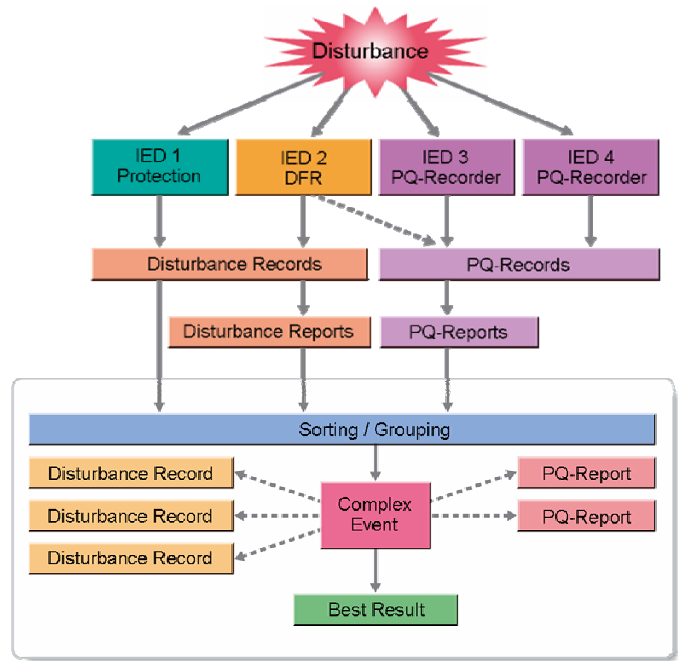 Disturbance
IED 1
Protection
IED 2
DFR
IED 3
PQ-Recorder
IED 4
PQ-Recorder
Disturbance Records
PQ-Records
Disturbance Reports
PQ-Reports
Sorting / Grouping
Disturbance Record
Disturbance Record
Disturbance Record
Complex
Event
PQ-Report
PQ-Report
Best Result